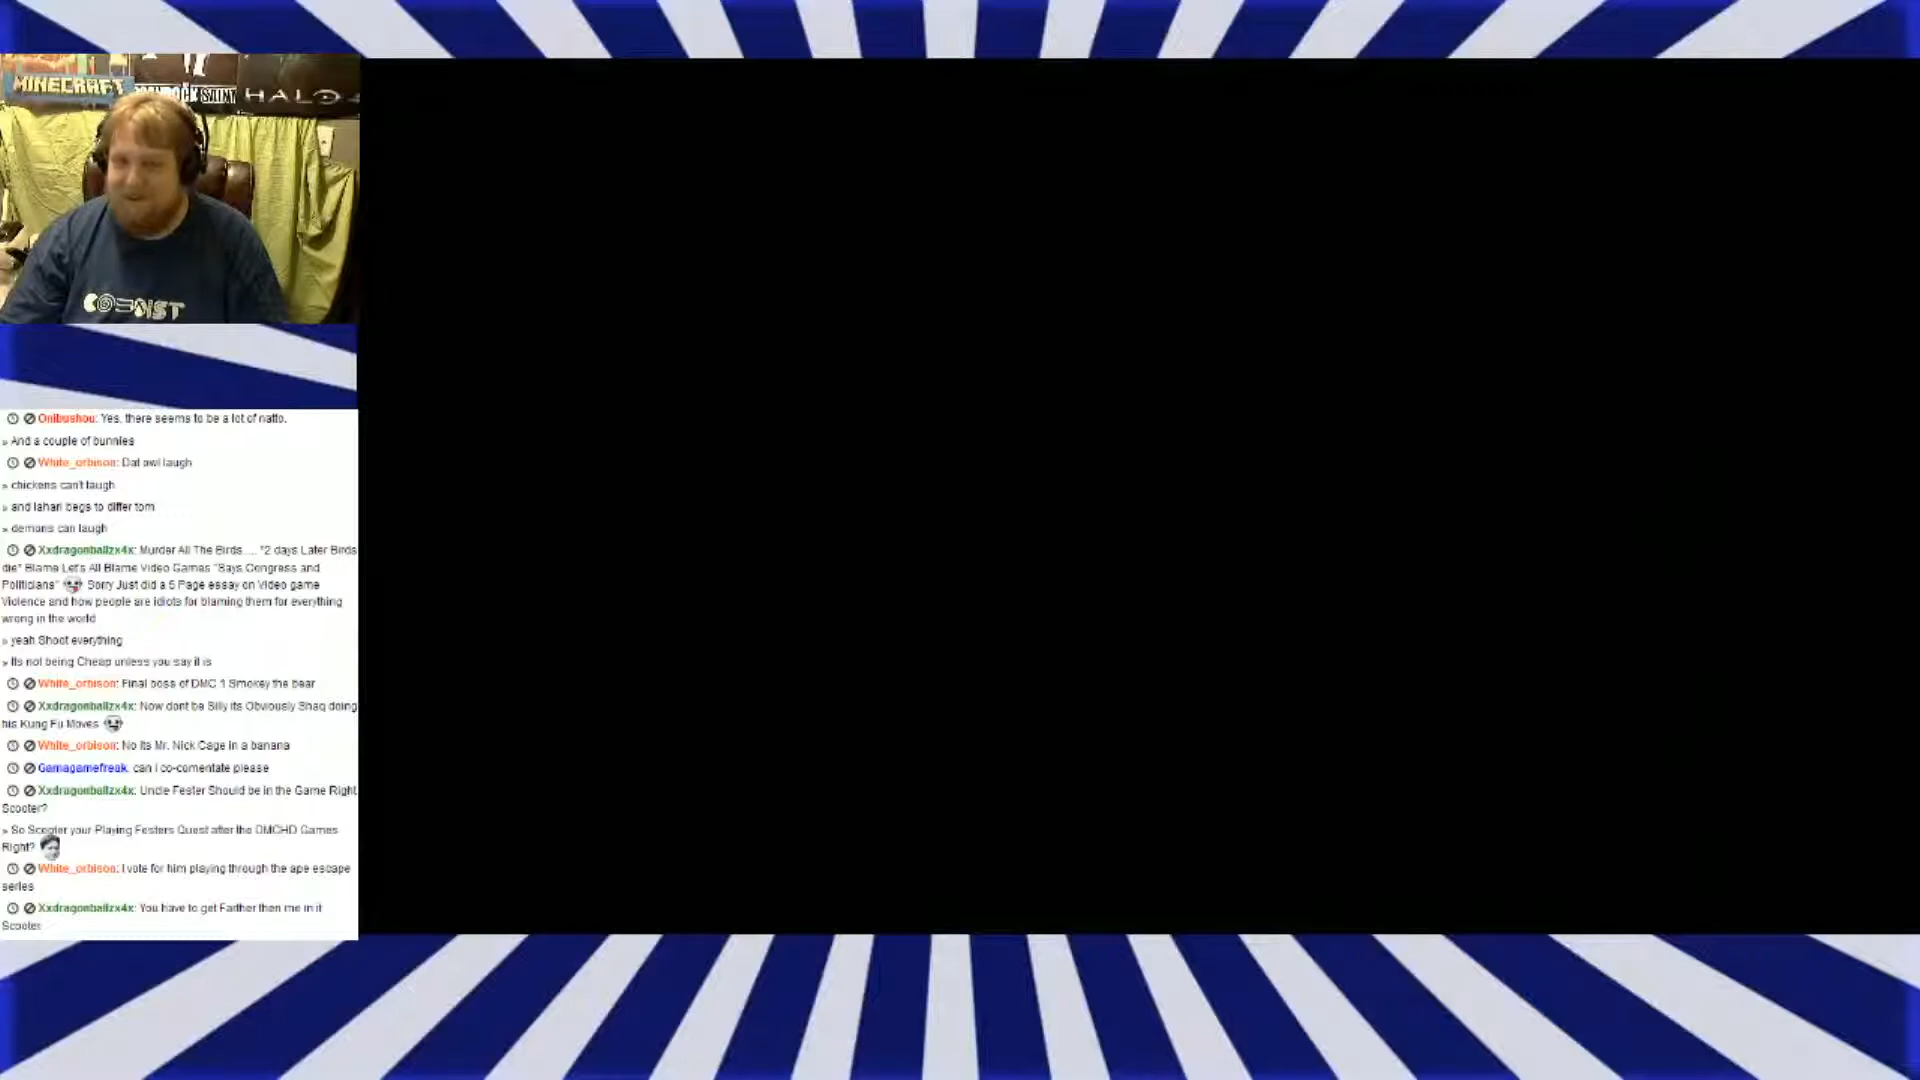 MINECRAFT
SAINT
HALO 4
COEXIST
Onibushou: Yes, there seems to be a lot of natto.
» And a couple of bunnies
White_orbison: Dat owl laugh
» chickens can't laugh
» and lahari begs to differ tom
» demons can laugh
Xxdragonballzx4x: Murder All The Birds.... "2 days Later Birds
die" Blame Let's All Blame Video Games "Says Congress and
Politicians" Sorry Just did a 5 Page essay on Video game
Violence and how people are idiots for blaming them for everything
wrong in the world
» yeah Shoot everything
» Its not being Cheap unless you say it is
White_orbison: Final boss of DMC 1 Smokey the bear
Xxdragonballzx4x: Now dont be Silly its Obviously Shaq doing
his Kung Fu Moves
White_orbison: No its Mr. Nick Cage in a banana
Gamagamefreak: can i co-comentate please
Xxdragonballzx4x: Uncle Fester Should be in the Game Right
Scooter?
» So Scooter your Playing Festers Quest after the DMCHD Games
Right?
White_orbison: I vote for him playing through the ape escape
series
Xxdragonballzx4x: You have to get Farther then me in it
Scooter